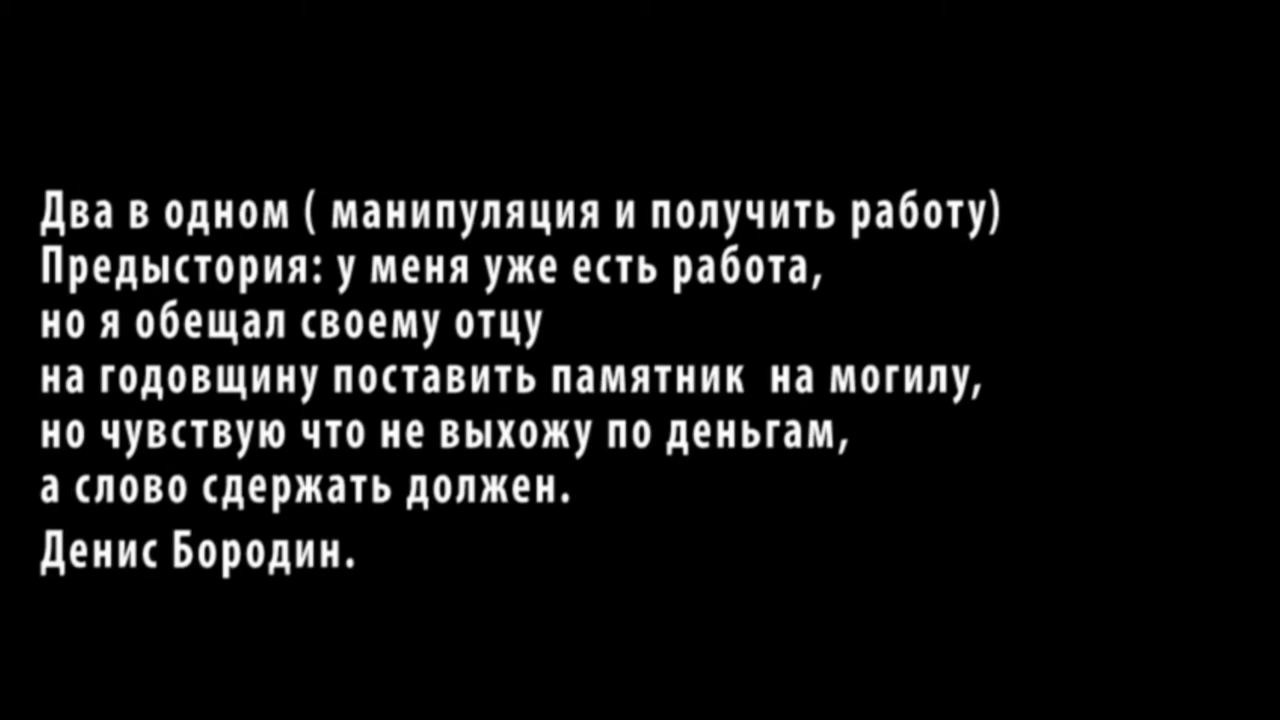 Два в одном ( манипуляция и получить работу)
Предыстория: у меня уже есть работа,
но я обещал своему отцу
на годовщину поставить памятник  на могилу,
но чувствую что не выхожу по деньгам,
а слово сдержать должен.
Денис Бородин.